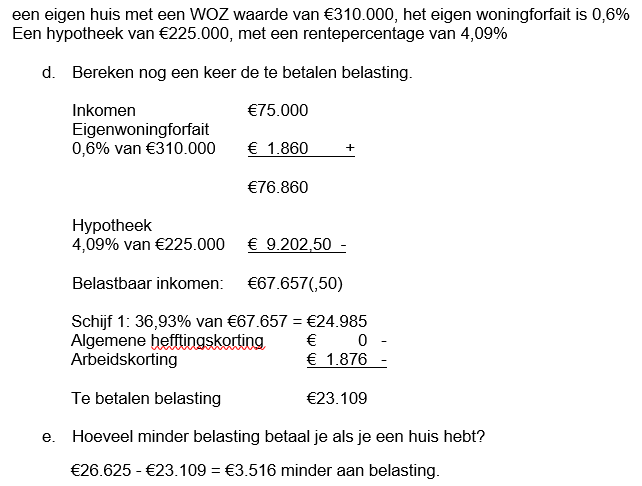 een eigen huis met een WOZ waarde van €310.000, het eigen woningforfait is 0,6%
Een hypotheek van €225.000, met een rentepercentage van 4,09%
d. Bereken nog een keer de te betalen belasting.
Inkomen €75.000
Eigenwoningforfait
0,6% van €310.000 € 1.860 +
€76.860
Hypotheek
4,09% van €225.000 € 9.202,50 -
Belastbaar inkomen: €67.657(,50)
Schijf 1: 36,93% van €67.657 = €24.985
Algemene hefftingskorting € 0 -
Arbeidskorting € 1.876 -
Te betalen belasting €23.109
e. Hoeveel minder belasting betaal je als je een huis hebt?
€26.625 - €23.109 = €3.516 minder aan belasting.